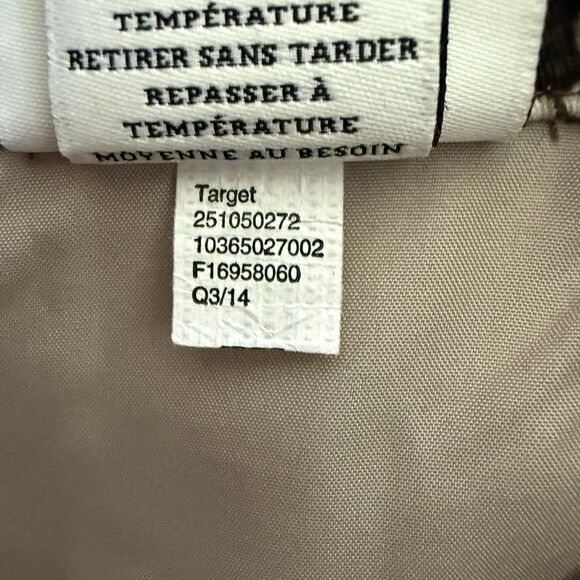 TEMPÉRATURE
RETIRER SANS TARDER
REPASSER À
TEMPÉRATURE
MOYENNE AU BESOIN
Target
251050272
10365027002
F16958060
Q3/14